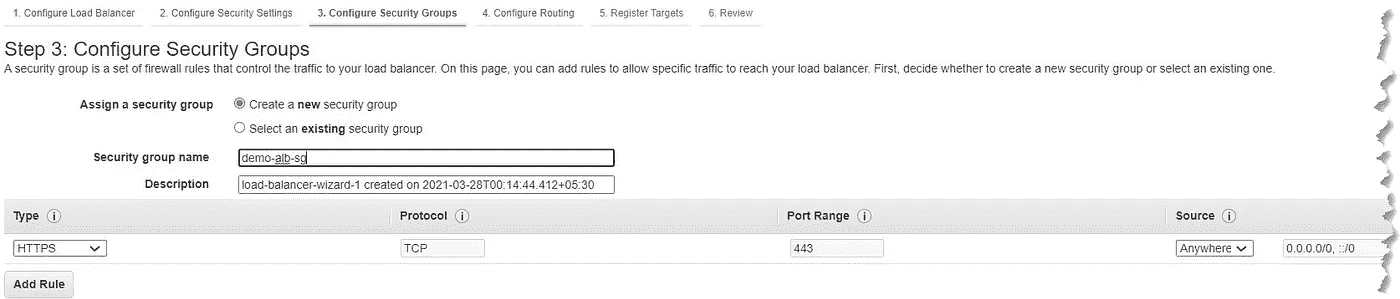 1. Configure Load Balancer 2. Configure Security Settings 3. Configure Security Groups 4. Configure Routing 5. Register Targets 6. Review
Step 3: Configure Security Groups
A security group is a set of firewall rules that control the traffic to your load balancer. On this page, you can add rules to allow specific traffic to reach your load balancer. First, decide whether to create a new security group or select an existing one.
Assign a security group Create a new security group
Select an existing security group
Security group name demo-alb-sg
Description load-balancer-wizard-1 created on 2021-03-28T00:14:44.412+05:30
Type i Protocol i Port Range i Source i
HTTPS TCP 443 Anywhere 0.0.0.0/0, ::/0
Add Rule